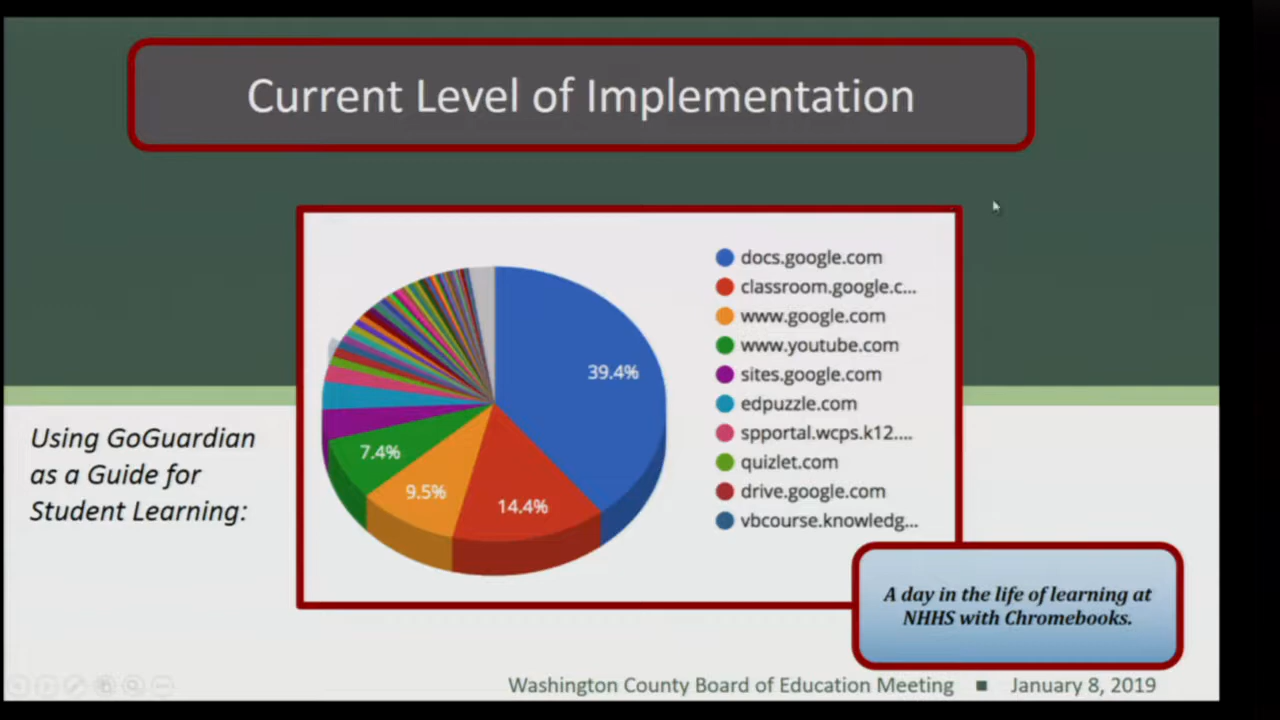 Current Level of Implementation
docs.google.com
classroom.google.c...
www.google.com
www.youtube.com
sites.google.com
edpuzzle.com
spportal.wcps.k12....
quizlet.com
drive.google.com
vbcourse.knowledg...
39.4%
14.4%
9.5%
7.4%
Using GoGuardian
as a Guide for
Student Learning:
A day in the life of learning at
NHHS with Chromebooks.
Washington County Board of Education Meeting ■ January 8, 2019